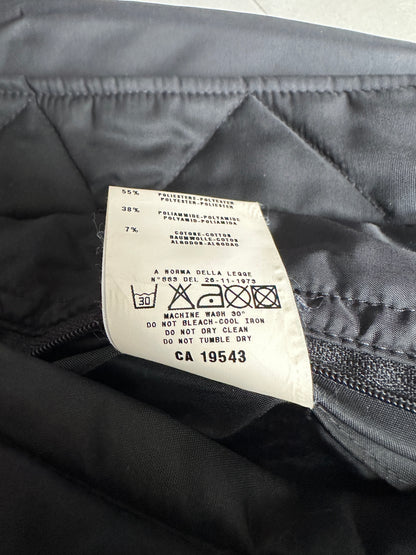 55% POLIESTERE-POLYESTER
POLYESTER-POLYESTER
38% POLIAMMIDE-POLYAMIDE
POLYAMID-POLIAMIDA
7% COTONE-COTTON
BAUMWOLLE-COTON
ALGODON-ALGODAO
A NORMA DELLA LEGGE
N°883 DEL 26-11-1973
30
MACHINE WASH 30°
DO NOT BLEACH-COOL IRON
DO NOT DRY CLEAN
DO NOT TUMBLE DRY
CA 19543